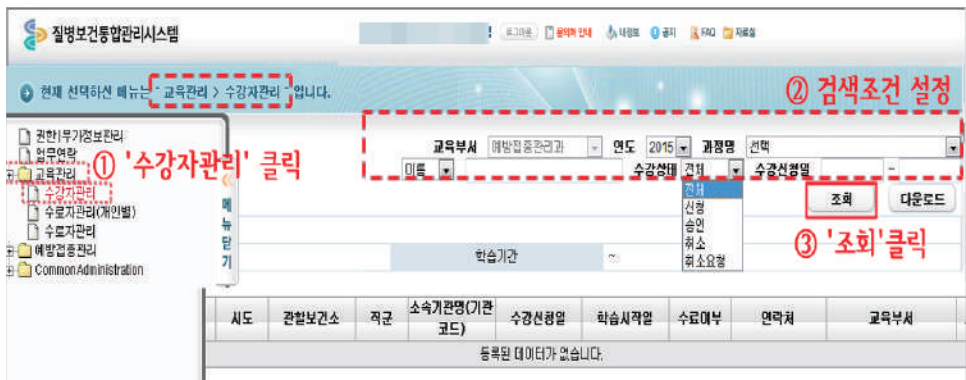 질병보건통합관리시스템
! 로그아웃 문의처 안내 내정보 공지 FAQ 자료실
현재 선택하신 메뉴는 " 교육관리 > 수강자관리 " 입니다.
② 검색조건 설정
권한|부가정보관리
업무연락
교육관리
수강자관리
수료자관리(개인별)
수료자관리
예방접종관리
CommonAdministration
① '수강자관리' 클릭
메뉴닫기
교육부서 예방접종관리과 연도 2015 과정명 선택
이름 수강상태 전체 수강신청일 ~
전체
신청
승인
취소
취소요청
조회 다운로드
③ '조회'클릭
학습기간 ~
시도 관할보건소 직군 소속기관명(기관코드) 수강신청일 학습시작일 수료여부 연락처 교육부서
등록된 데이터가 없습니다.